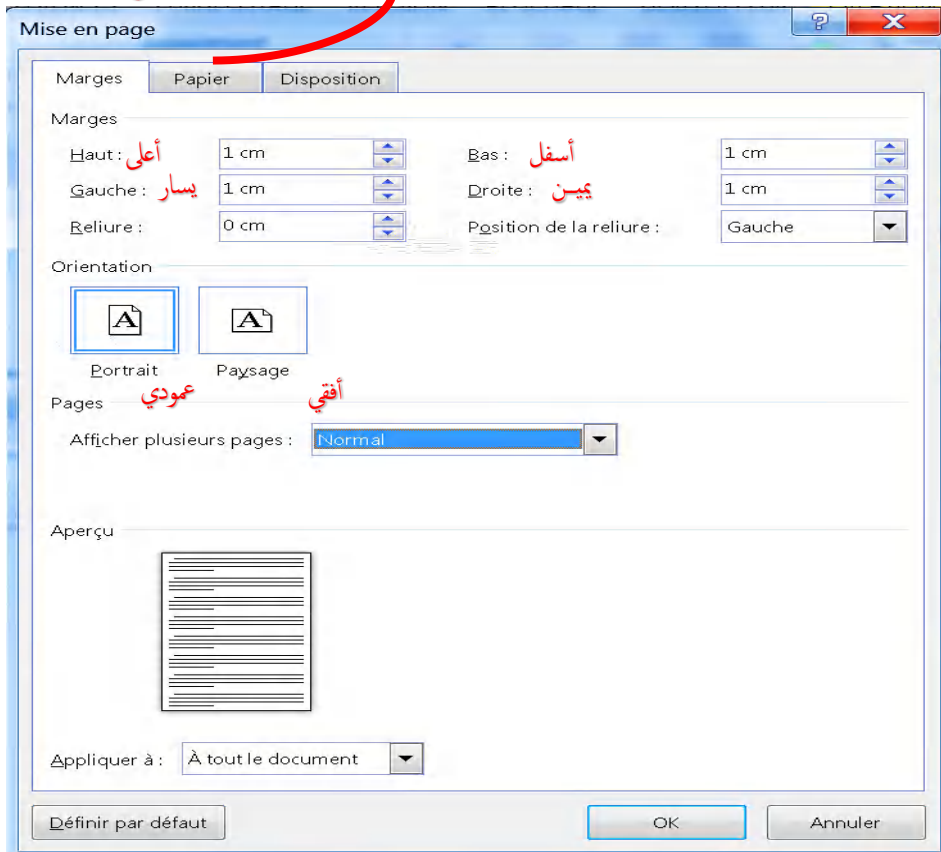 Mise en page
Marges Papier Disposition
Marges
Haut : أعلى 1 cm Bas : أسفل 1 cm
Gauche : يسار 1 cm Droite : يميـن 1 cm
Reliure : 0 cm Position de la reliure : Gauche
Orientation
A A
Portrait Paysage
عمودي أفقي
Pages
Afficher plusieurs pages : Normal
Aperçu
Appliquer à : À tout le document
Définir par défaut OK Annuler